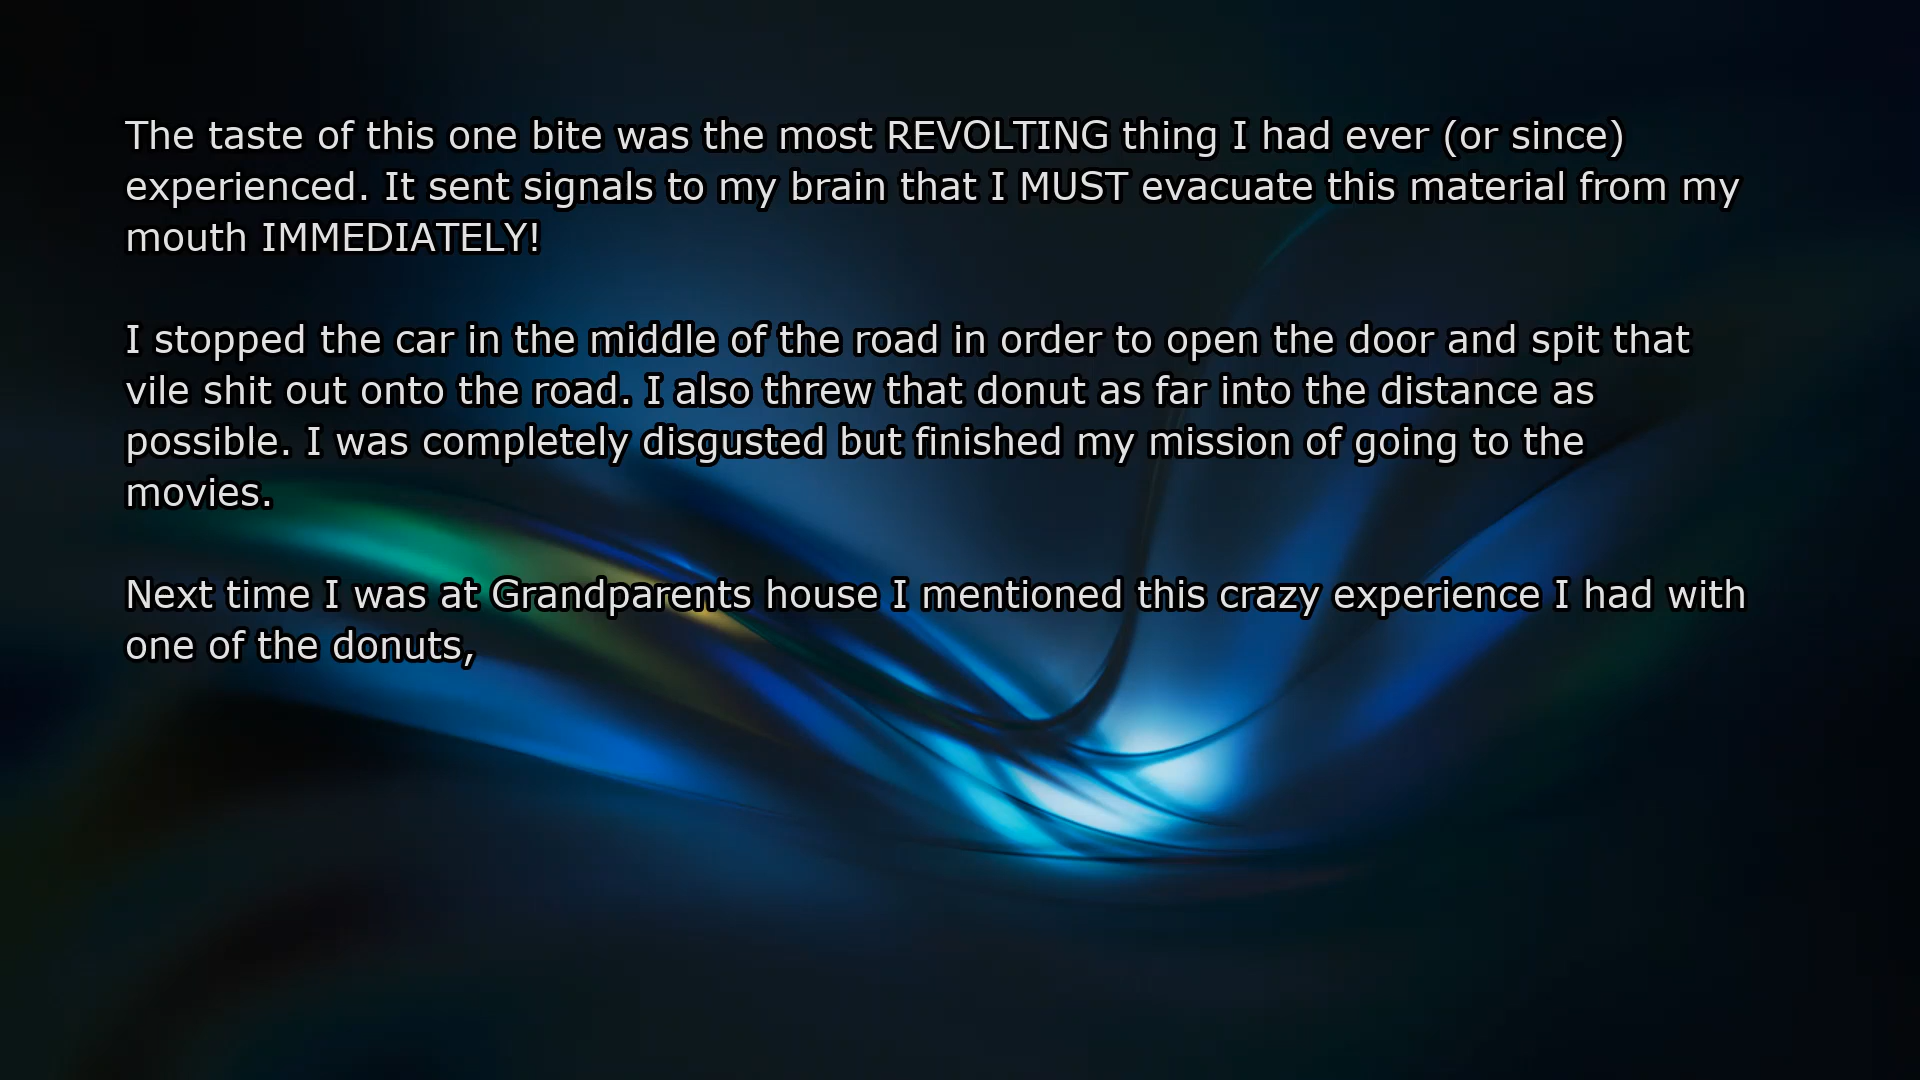 The taste of this one bite was the most REVOLTING thing I had ever (or since)
experienced. It sent signals to my brain that I MUST evacuate this material from my
mouth IMMEDIATELY!
I stopped the car in the middle of the road in order to open the door and spit that
vile shit out onto the road. I also threw that donut as far into the distance as
possible. I was completely disgusted but finished my mission of going to the
movies.
Next time I was at Grandparents house I mentioned this crazy experience I had with
one of the donuts,